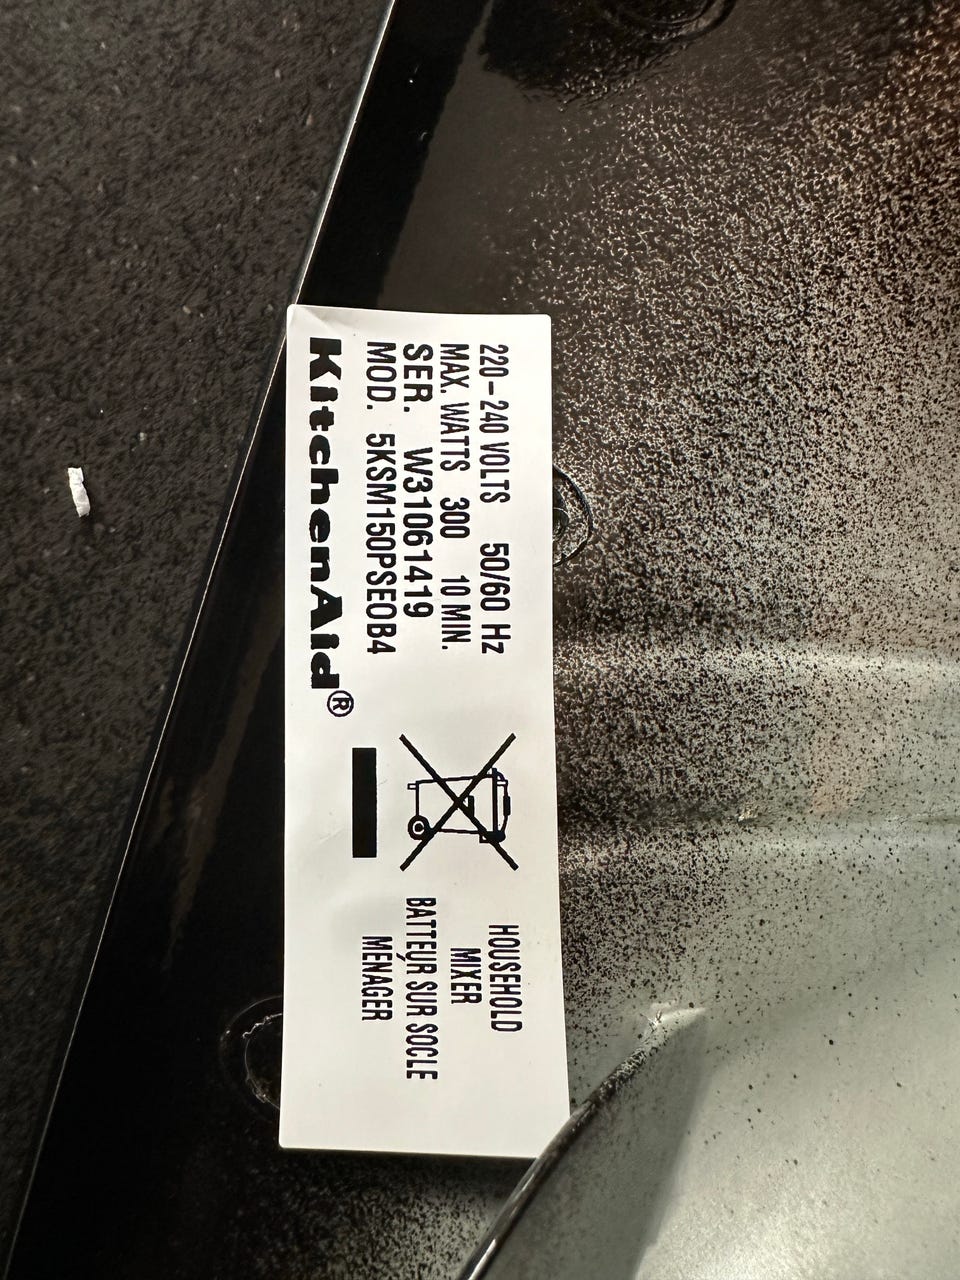 KitchenAid®
MOD. 5KSM150PSEOB4
SER. W31061419
MAX. WATTS 300 10 MIN.
220-240 VOLTS 50/60 Hz
HOUSEHOLD
MIXER
BATTEUR SUR SOCLE
MÉNAGER